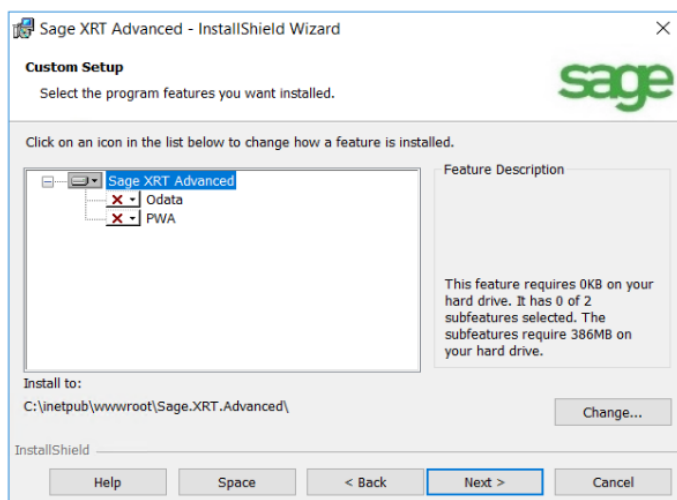 Sage XRT Advanced - InstallShield Wizard
Custom Setup
Select the program features you want installed.
sage
Click on an icon in the list below to change how a feature is installed.
Sage XRT Advanced
Odata
PWA
Feature Description
This feature requires 0KB on your
hard drive. It has 0 of 2
subfeatures selected. The
subfeatures require 386MB on
your hard drive.
Install to:
C:\inetpub\wwwroot\Sage.XRT.Advanced\
Change...
InstallShield
Help
Space
< Back
Next >
Cancel